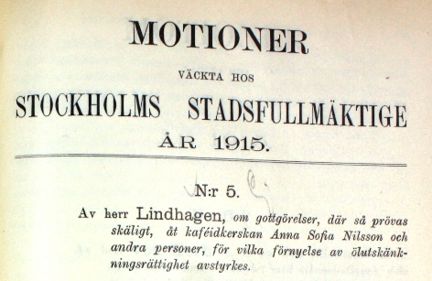 MOTIONER
VÄCKTA HOS
STOCKHOLMS STADSFULLMÄKTIGE
ÅR 1915.
N:r 5.
Av herr Lindhagen, om gottgörelser, där så prövas
skäligt, åt kaféidkerskan Anna Sofia Nilsson och
andra personer, för vilka förnyelse av ölutskänk-
ningsrättighet avstyrkes.